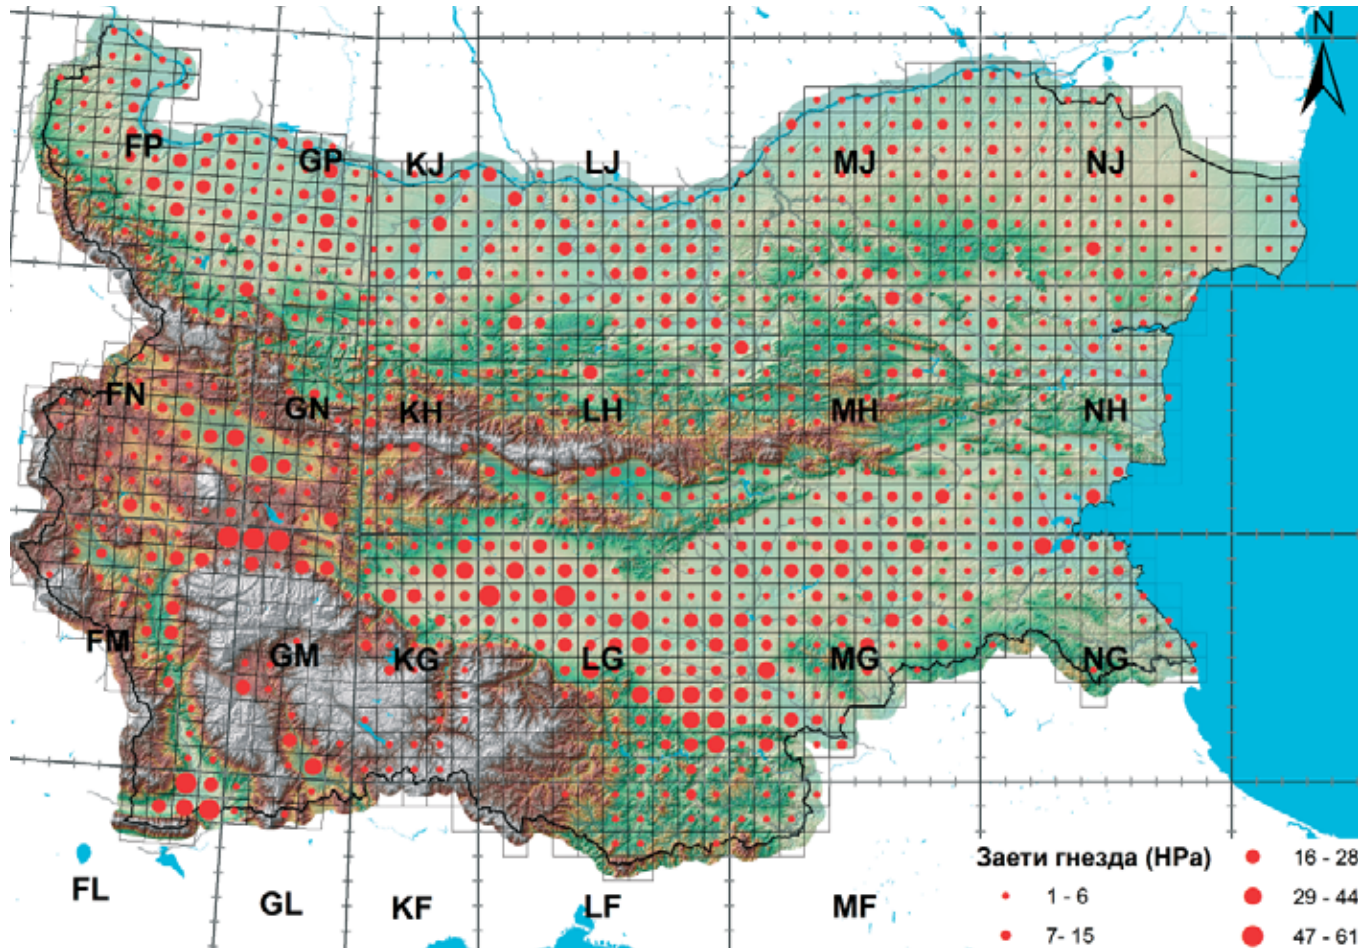 N
FP
GP
KJ
LJ
MJ
NJ
FN
GN
KH
LH
MH
NH
FM
GM
KG
LG
MG
NG
FL
GL
KF
LF
MF
Заети гнезда (HPa)
1 - 6
7- 15
16 - 28
29 - 44
47 - 61